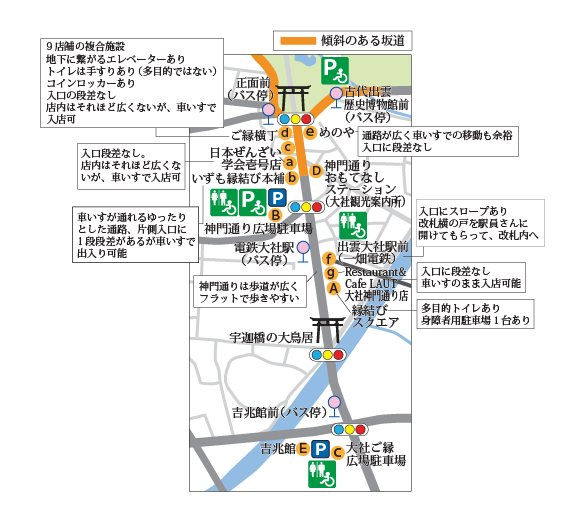 傾斜のある坂道
９店舗の複合施設
地下に繋がるエレベーターあり
トイレは手すりあり（多目的ではない）
コインロッカーあり
入口の段差なし
店内はそれほど広くないが、車いすで
入店可
P
正面前
（バス停）
古代出雲
歴史博物館前
（バス停）
ご縁横丁 d
e めのや
通路が広く車いすでの移動も余裕
入口に段差なし
c
日本ぜんざい
学会壱号店 a
入口段差なし。
店内はそれほど広くな
いが、車いすで入店可
いずも縁結び本補 b
D 神門通り
おもてなし
ステーション
（大社観光案内所）
P P
B
神門通り広場駐車場
車いすが通れるゆったり
とした通路、片側入口に
１段段差があるが車いすで
出入り可能
入口にスロープあり
改札横の戸を駅員さんに
開けてもらって、改札内へ
電鉄大社駅
（バス停）
出雲大社駅前
f （一畑電鉄）
g Restaurant&
Cafe LAUT
大社神門通り店
入口に段差なし
車いすのまま入店可能
神門通りは歩道が広く
フラットで歩きやすい
A 縁結び
スクエア
多目的トイレあり
身障者用駐車場１台あり
宇迦橋の大鳥居
吉兆館前（バス停）
吉兆館 E P C 大社ご縁
広場駐車場